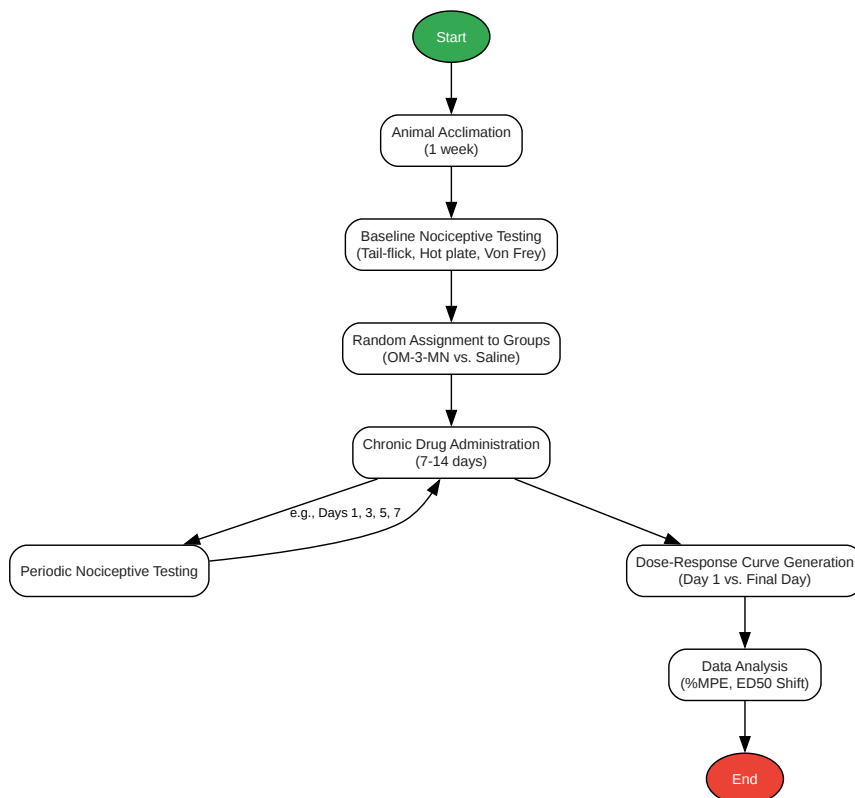 Start
Animal Acclimation
(1 week)
Baseline Nociceptive Testing
(Tail-flick, Hot plate, Von Frey)
Random Assignment to Groups
(OM-3-MN vs. Saline)
Chronic Drug Administration
(7-14 days)
e.g., Days 1, 3, 5, 7
Periodic Nociceptive Testing
Dose-Response Curve Generation
(Day 1 vs. Final Day)
Data Analysis
(%MPE, ED50 Shift)
End